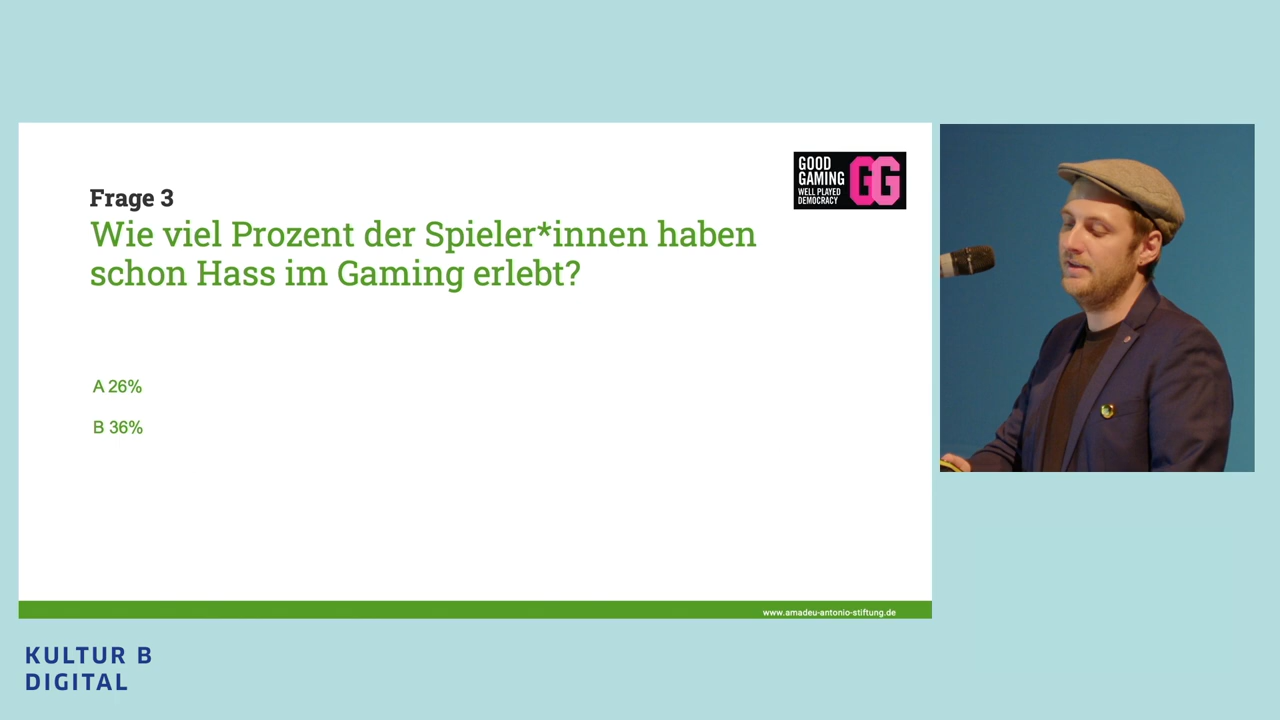 GOOD
GAMING
WELL PLAYED
DEMOCRACY
GG
Frage 3
Wie viel Prozent der Spieler*innen haben
schon Hass im Gaming erlebt?
A 26%
B 36%
www.amadeu-antonio-stiftung.de
KULTUR B
DIGITAL